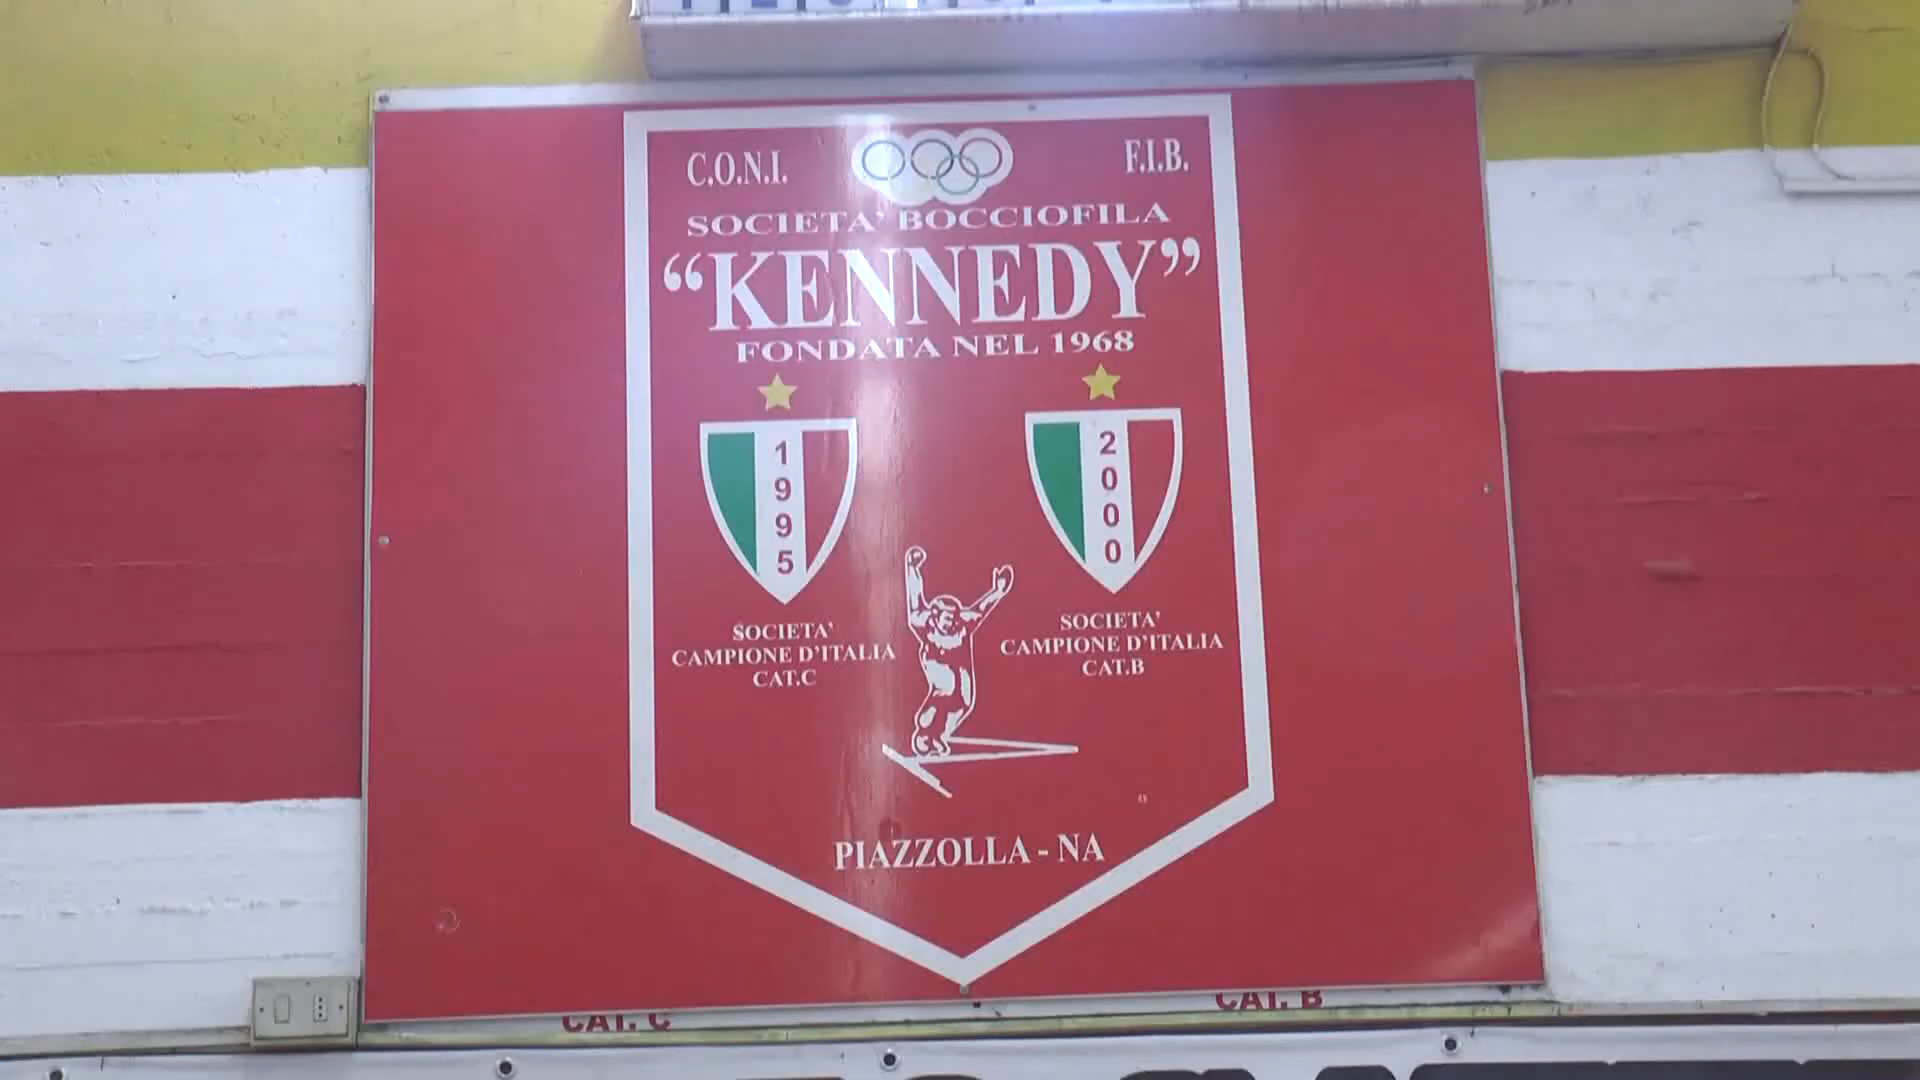 C.O.N.I.
F.I.B.
SOCIETA' BOCCIOFILA
“KENNEDY”
FONDATA NEL 1968
1995
2000
SOCIETA'
CAMPIONE D'ITALIA
CAT.C
SOCIETA'
CAMPIONE D'ITALIA
CAT.B
PIAZZOLLA - NA
CAT. C
CAT. B